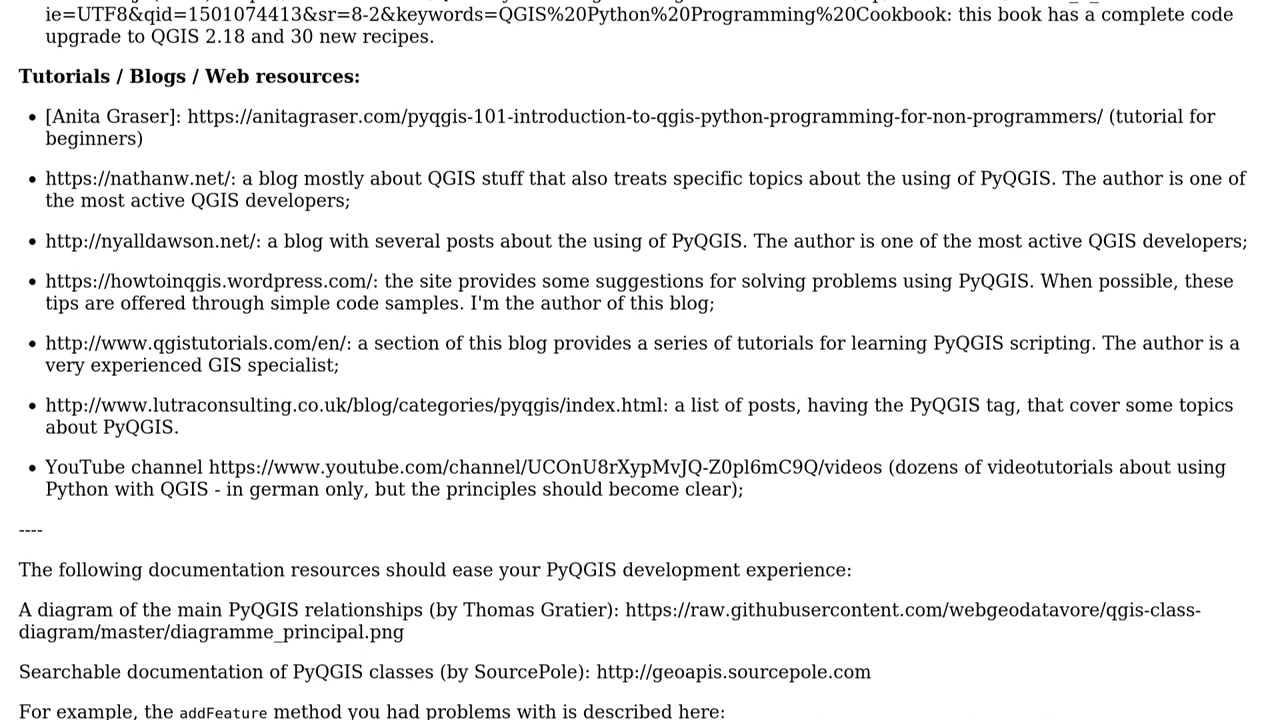 ie=UTF8&qid=1501074413&sr=8-2&keywords=QGIS%20Python%20Programming%20Cookbook: this book has a complete code
upgrade to QGIS 2.18 and 30 new recipes.
Tutorials / Blogs / Web resources:
• [Anita Graser]: https://anitagraser.com/pyqgis-101-introduction-to-qgis-python-programming-for-non-programmers/ (tutorial for
beginners)
• https://nathanw.net/: a blog mostly about QGIS stuff that also treats specific topics about the using of PyQGIS. The author is one of
the most active QGIS developers;
• http://nyalldawson.net/: a blog with several posts about the using of PyQGIS. The author is one of the most active QGIS developers;
• https://howtoinqgis.wordpress.com/: the site provides some suggestions for solving problems using PyQGIS. When possible, these
tips are offered through simple code samples. I'm the author of this blog;
• http://www.qgistutorials.com/en/: a section of this blog provides a series of tutorials for learning PyQGIS scripting. The author is a
very experienced GIS specialist;
• http://www.lutraconsulting.co.uk/blog/categories/pyqgis/index.html: a list of posts, having the PyQGIS tag, that cover some topics
about PyQGIS.
• YouTube channel https://www.youtube.com/channel/UCOnU8rXypMvJQ-Z0pl6mC9Q/videos (dozens of videotutorials about using
Python with QGIS - in german only, but the principles should become clear);
----
The following documentation resources should ease your PyQGIS development experience:
A diagram of the main PyQGIS relationships (by Thomas Gratier): https://raw.githubusercontent.com/webgeodatavore/qgis-class-
diagram/master/diagramme_principal.png
Searchable documentation of PyQGIS classes (by SourcePole): http://geoapis.sourcepole.com
For example, the addFeature method you had problems with is described here: